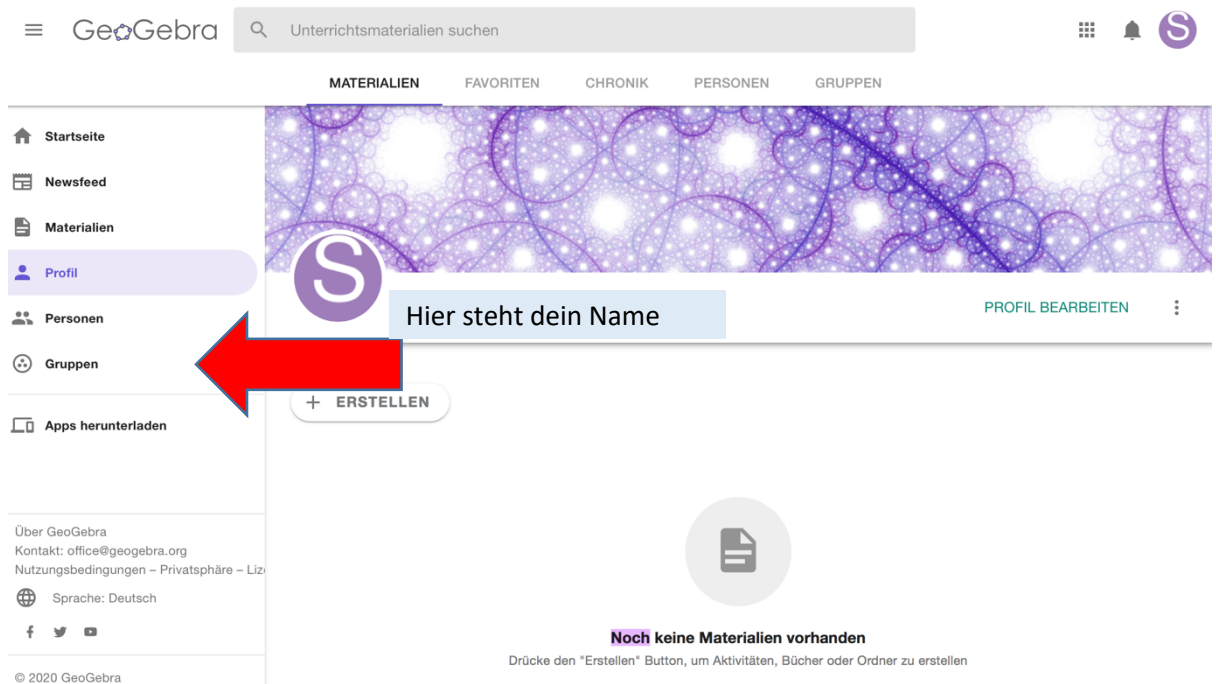 GeoGebra
Unterrichtsmaterialien suchen
S
MATERIALIEN FAVORITEN CHRONIK PERSONEN GRUPPEN
Startseite
Newsfeed
Materialien
Profil
Personen
Gruppen
Apps herunterladen
Über GeoGebra
Kontakt: office@geogebra.org
Nutzungsbedingungen – Privatsphäre – Liz
Sprache: Deutsch
© 2020 GeoGebra
S
Hier steht dein Name
PROFIL BEARBEITEN
+ ERSTELLEN
Noch keine Materialien vorhanden
Drücke den "Erstellen" Button, um Aktivitäten, Bücher oder Ordner zu erstellen